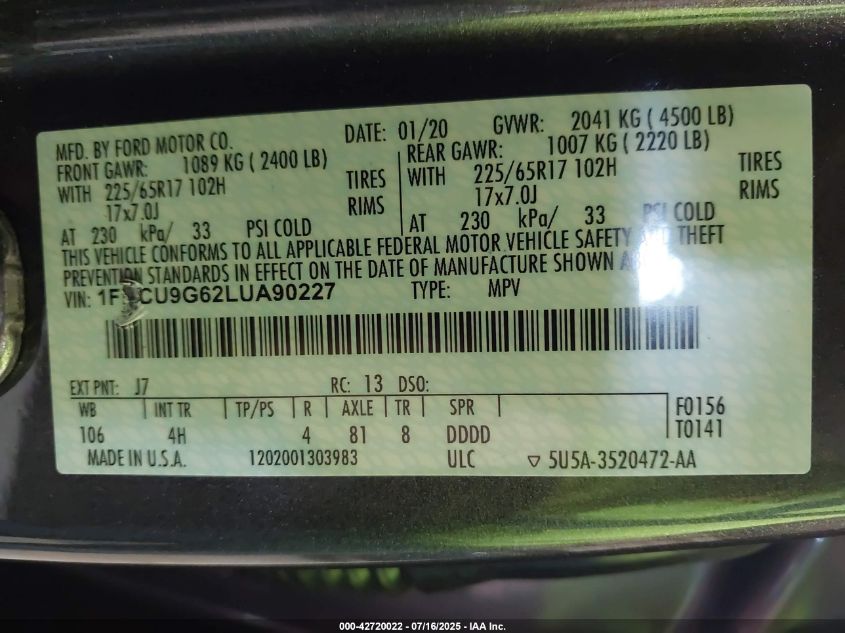 MFD. BY FORD MOTOR CO. DATE: 01/20 GVWR: 2041 KG ( 4500 LB)
FRONT GAWR: 1089 KG ( 2400 LB) REAR GAWR: 1007 KG ( 2220 LB)
WITH 225/65R17 102H TIRES WITH 225/65R17 102H TIRES
17x7.0J RIMS 17x7.0J RIMS
AT 230 kPa/ 33 PSI COLD AT 230 kPa/ 33 PSI COLD
THIS VEHICLE CONFORMS TO ALL APPLICABLE FEDERAL MOTOR VEHICLE SAFETY AND THEFT
PREVENTION STANDARDS IN EFFECT ON THE DATE OF MANUFACTURE SHOWN
VIN: TYPE: MPV
EXT PNT: J7 RC: 13 DSO:
WB INT TR TP/PS R AXLE TR SPR F0156
106 4H 4 81 8 DDDD T0141
MADE IN U.S.A. 1202001303983 ULC ▽ 5U5A-3520472-AA
000-42720022 - 07/16/2025 - IAA Inc.